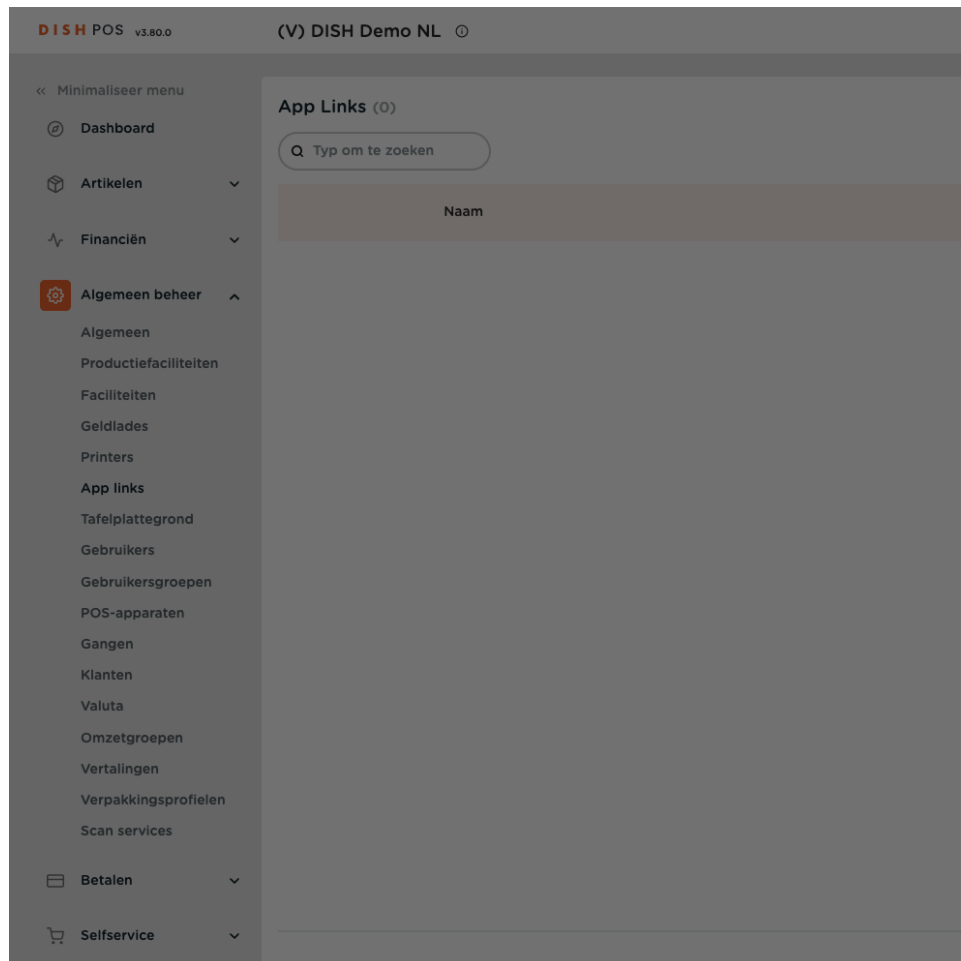 DISH POS v3.80.0
(V) DISH Demo NL
Minimaliseer menu
Dashboard
Artikelen
Financiën
Algemeen beheer
Algemeen
Productiefaciliteiten
Faciliteiten
Geldlades
Printers
App links
Tafelplattegrond
Gebruikers
Gebruikersgroepen
POS-apparaten
Gangen
Klanten
Valuta
Omzetgroepen
Vertalingen
Verpakkingsprofielen
Scan services
Betalen
Selfservice
App Links (0)
Typ om te zoeken
Naam